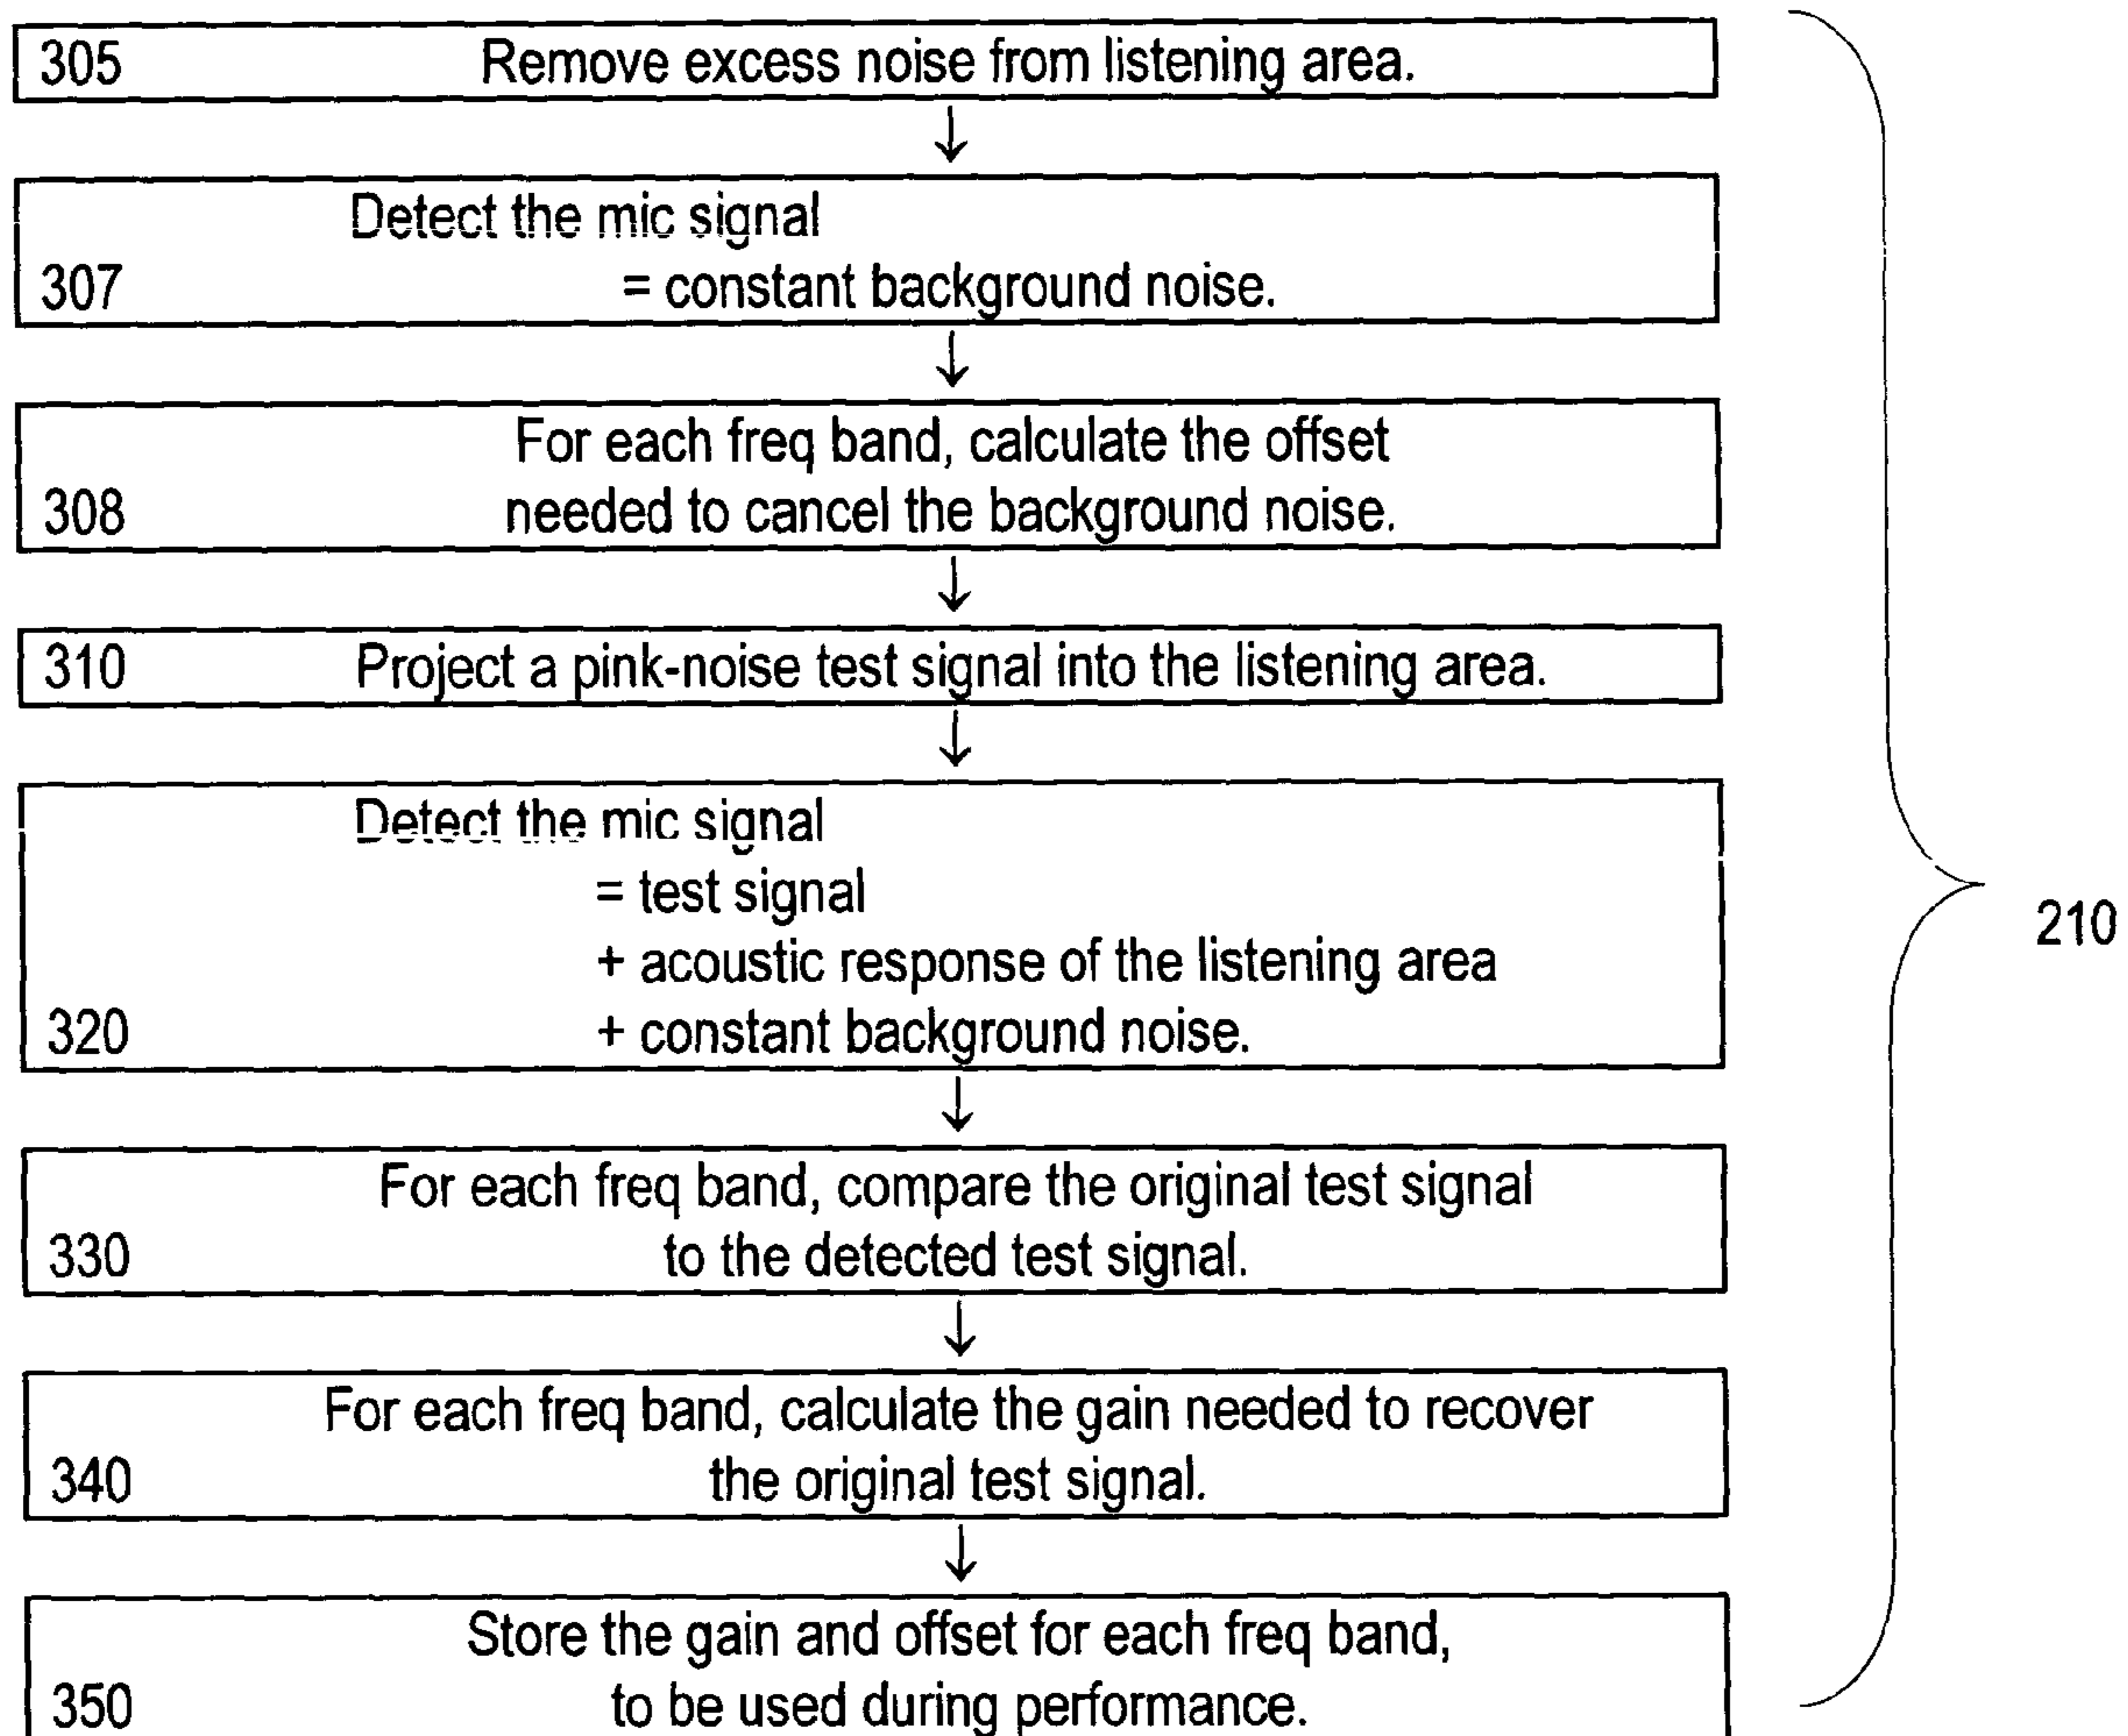 305 Remove excess noise from listening area.
Detect the mic signal
307 = constant background noise.
For each freq band, calculate the offset
308 needed to cancel the background noise.
310 Project a pink-noise test signal into the listening area.
Detect the mic signal
= test signal
+ acoustic response of the listening area
320 + constant background noise.
210
For each freq band, compare the original test signal
330 to the detected test signal.
For each freq band, calculate the gain needed to recover
340 the original test signal.
Store the gain and offset for each freq band,
350 to be used during performance.